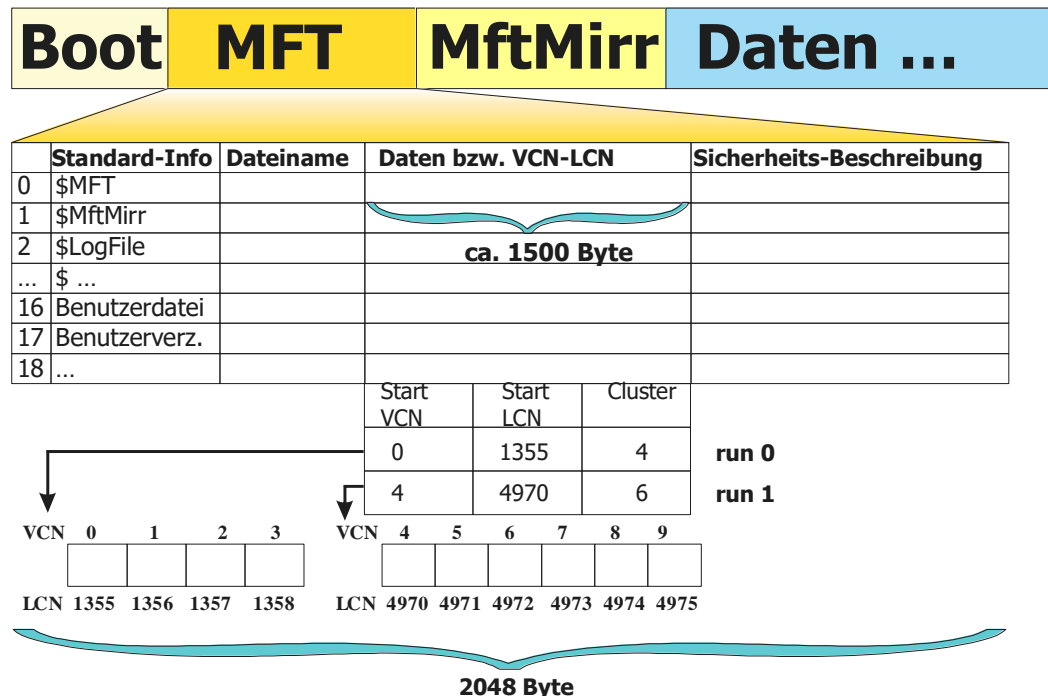 Boot MFT MftMirr Daten ...
Standard-Info Dateiname Daten bzw. VCN-LCN Sicherheits-Beschreibung
0 $MFT
1 $MftMirr
2 $LogFile
... $ ...
16 Benutzerdatei
17 Benutzerverz.
18 ...
ca. 1500 Byte
Start VCN Start LCN Cluster
0 1355 4 run 0
4 4970 6 run 1
VCN 0 1 2 3 VCN 4 5 6 7 8 9
LCN 1355 1356 1357 1358 LCN 4970 4971 4972 4973 4974 4975
2048 Byte